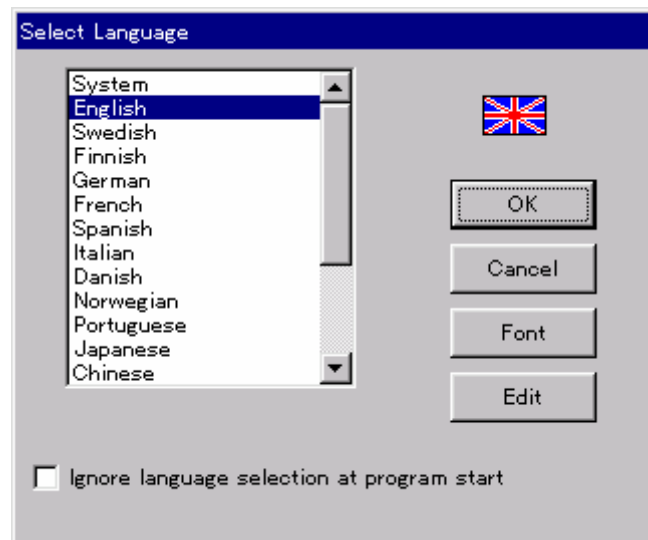 Select Language
System
English
Swedish
Finnish
German
French
Spanish
Italian
Danish
Norwegian
Portuguese
Japanese
Chinese
OK
Cancel
Font
Edit
Ignore language selection at program start